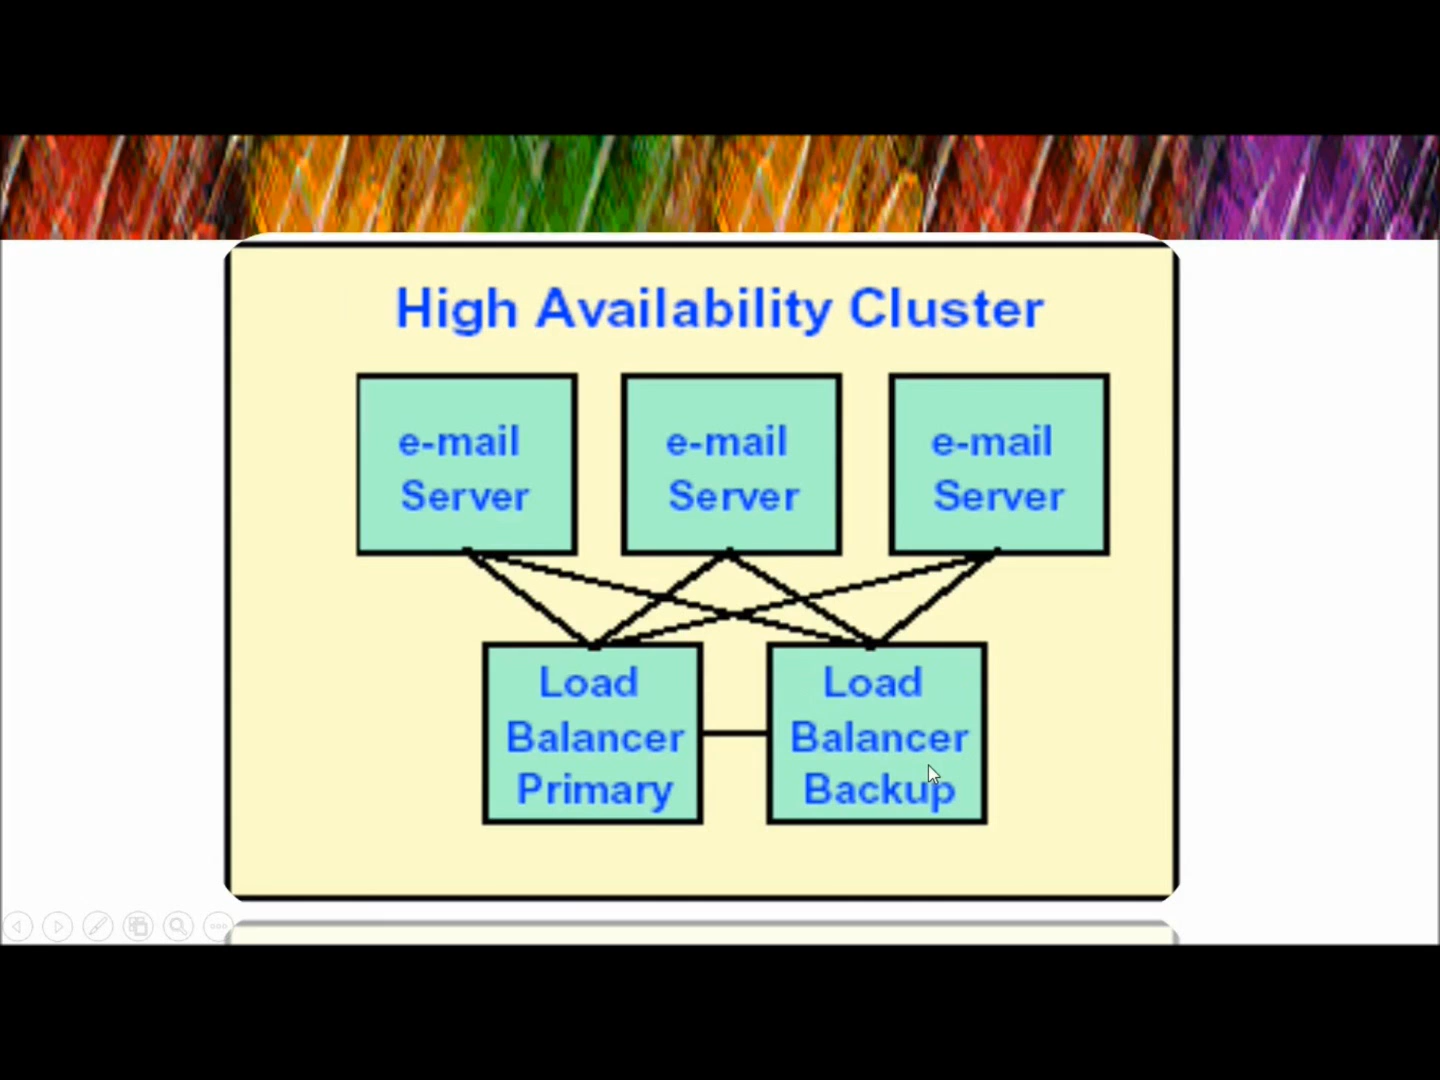 High Availability Cluster
e-mail
Server
e-mail
Server
e-mail
Server
Load
Balancer
Primary
Load
Balancer
Backup